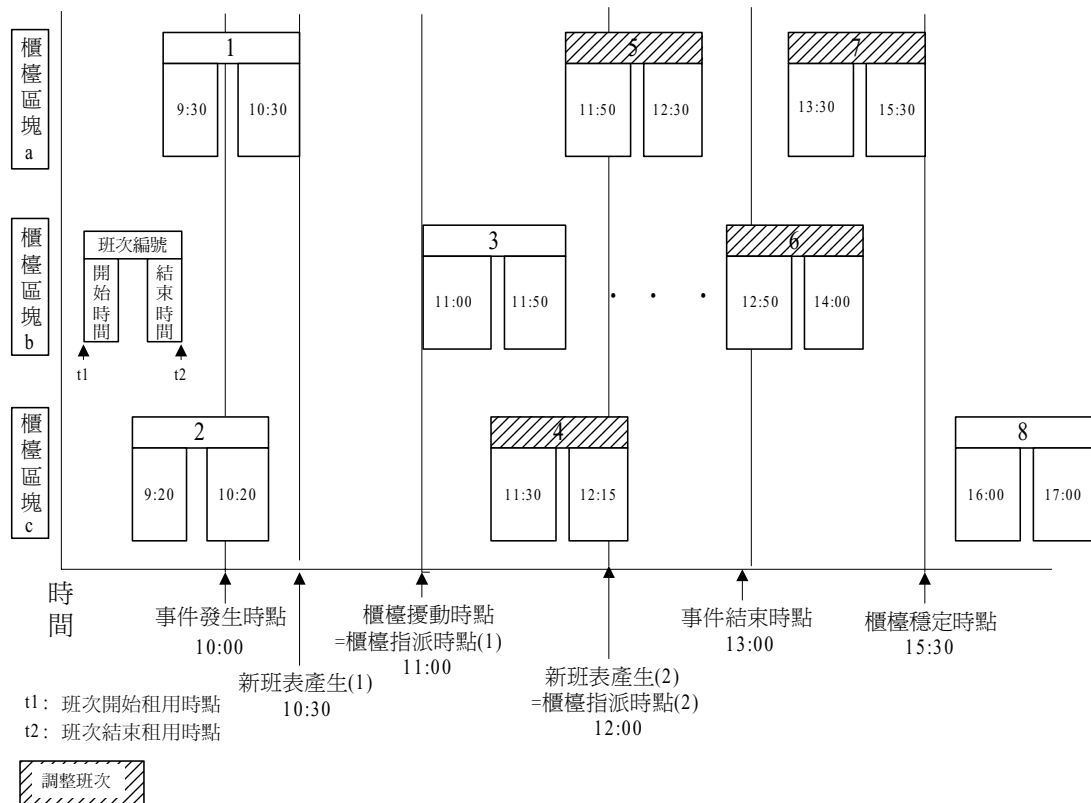 櫃檯區塊 a
1
9:30 10:30
5
11:50 12:30
7
13:30 15:30
櫃檯區塊 b
班次編號
開始時間 結束時間
t1 t2
3
11:00 11:50
. . .
6
12:50 14:00
櫃檯區塊 c
2
9:20 10:20
4
11:30 12:15
8
16:00 17:00
時間
事件發生時點
10:00
新班表產生(1)
10:30
櫃檯擾動時點
=櫃檯指派時點(1)
11:00
新班表產生(2)
=櫃檯指派時點(2)
12:00
事件結束時點
13:00
櫃檯穩定時點
15:30
t1：班次開始租用時點
t2：班次結束租用時點
調整班次